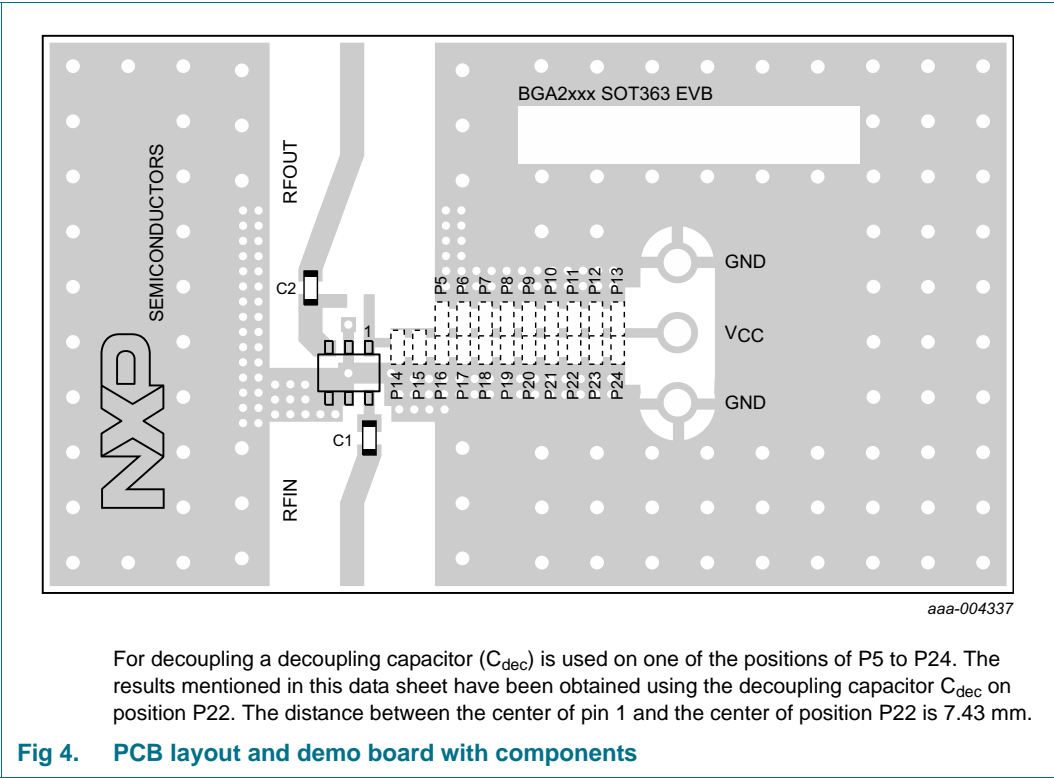 BGA2xxx SOT363 EVB
NXP
SEMICONDUCTORS
RFOUT
C2
1
P5
P6
P7
P8
P9
P10
P11
P12
P13
GND
VCC
GND
P14
P15
P16
P17
P18
P19
P20
P21
P22
P23
P24
C1
RFIN
aaa-004337
For decoupling a decoupling capacitor (Cdec) is used on one of the positions of P5 to P24. The
results mentioned in this data sheet have been obtained using the decoupling capacitor Cdec on
position P22. The distance between the center of pin 1 and the center of position P22 is 7.43 mm.
Fig 4. PCB layout and demo board with components